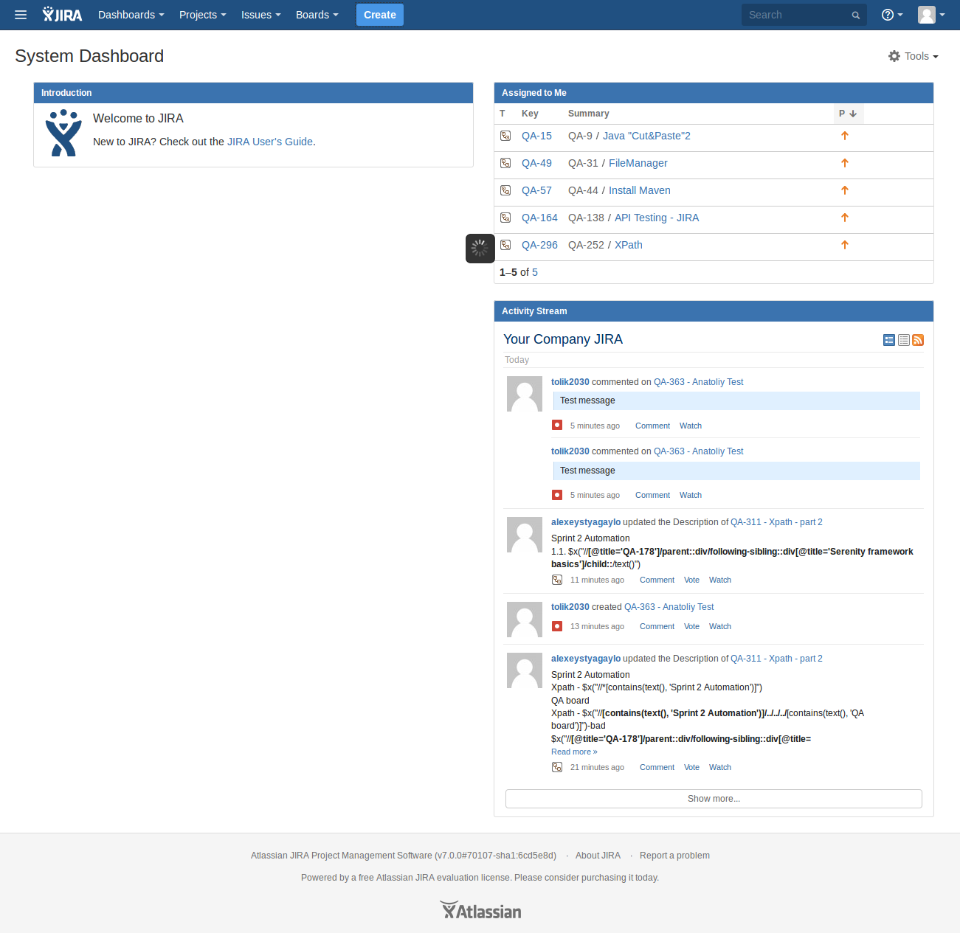 JIRA Dashboards Projects Issues Boards Create Search
System Dashboard
Tools
Introduction
Welcome to JIRA
New to JIRA? Check out the JIRA User's Guide.
Assigned to Me
T Key Summary P
QA-15 QA-9 / Java "Cut&Paste"2
QA-49 QA-31 / FileManager
QA-57 QA-44 / Install Maven
QA-164 QA-138 / API Testing - JIRA
QA-296 QA-252 / XPath
1–5 of 5
Activity Stream
Your Company JIRA
Today
tolik2030 commented on QA-363 - Anatoliy Test
Test message
5 minutes ago Comment Watch
tolik2030 commented on QA-363 - Anatoliy Test
Test message
5 minutes ago Comment Watch
alexeystyagaylo updated the Description of QA-311 - Xpath - part 2
Sprint 2 Automation
1.1. $x("//[@title='QA-178']/parent::div/following-sibling::div[@title='Serenity framework
basics']/child::/text()")
11 minutes ago Comment Vote Watch
tolik2030 created QA-363 - Anatoliy Test
13 minutes ago Comment Vote Watch
alexeystyagaylo updated the Description of QA-311 - Xpath - part 2
Sprint 2 Automation
Xpath - $x("//*[contains(text(), 'Sprint 2 Automation')]")
QA board
Xpath - $x("//[contains(text(), 'Sprint 2 Automation')]/../../../[contains(text(), 'QA
board')]")-bad
$x("//[@title='QA-178']/parent::div/following-sibling::div[@title=
Read more »
21 minutes ago Comment Vote Watch
Show more...
Atlassian JIRA Project Management Software (v7.0.0#70107-sha1:6cd5e8d) · About JIRA · Report a problem
Powered by a free Atlassian JIRA evaluation license. Please consider purchasing it today.
Atlassian